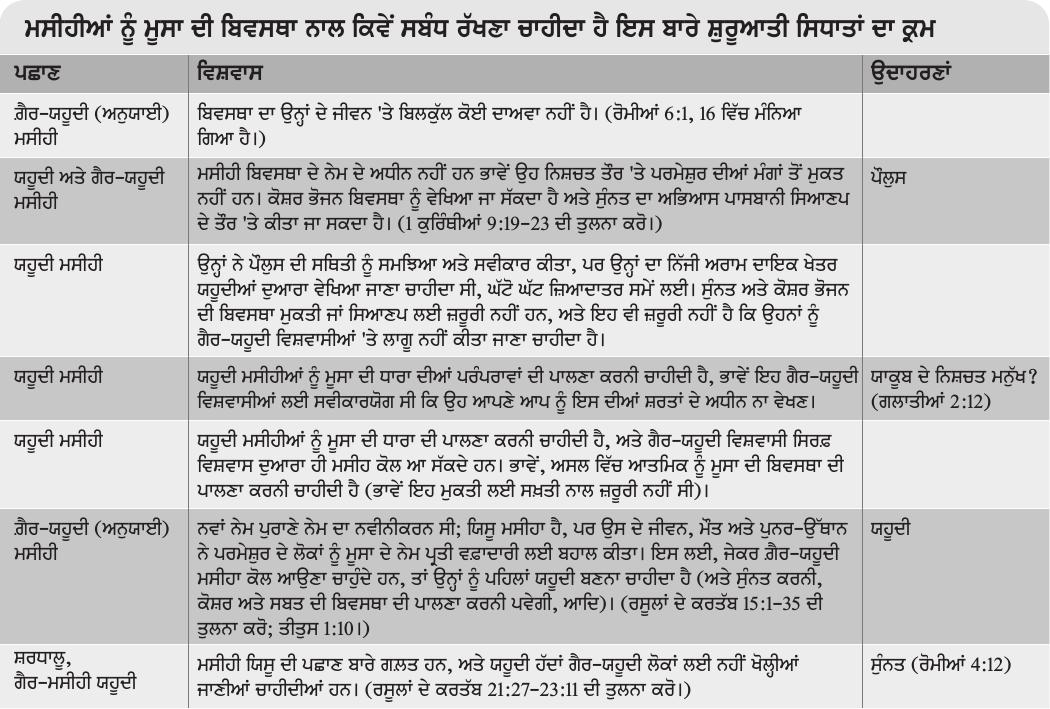 ਮਸੀਹੀਆਂ ਨੂੰ ਮੂਸਾ ਦੀ ਬਿਵਸਥਾ ਨਾਲ ਕਿਵੇਂ ਸਬੰਧ ਰੱਖਣਾ ਚਾਹੀਦਾ ਹੈ ਇਸ ਬਾਰੇ ਸ਼ੁਰੂਆਤੀ ਸਿਧਾਤਾਂ ਦਾ ਕ੍ਰਮ
ਪਛਾਣ
ਵਿਸ਼ਵਾਸ
ਉਦਾਹਰਣਾਂ
ਗ਼ੈਰ-ਯਹੂਦੀ (ਅਨੁਯਾਈ)
ਮਸੀਹੀ
ਬਿਵਸਥਾ ਦਾ ਉਨ੍ਹਾਂ ਦੇ ਜੀਵਨ 'ਤੇ ਬਿਲਕੁੱਲ ਕੋਈ ਦਾਅਵਾ ਨਹੀਂ ਹੈ। (ਰੋਮੀਆਂ 6:1, 16 ਵਿੱਚ ਮੰਨਿਆ
ਗਿਆ ਹੈ।)
ਯਹੂਦੀ ਅਤੇ ਗੈਰ-ਯਹੂਦੀ
ਮਸੀਹੀ
ਮਸੀਹੀ ਬਿਵਸਥਾ ਦੇ ਨੇਮ ਦੇ ਅਧੀਨ ਨਹੀਂ ਹਨ ਭਾਵੇਂ ਉਹ ਨਿਸ਼ਚਤ ਤੌਰ 'ਤੇ ਪਰਮੇਸ਼ੁਰ ਦੀਆਂ ਮੰਗਾਂ ਤੋਂ ਮੁਕਤ
ਨਹੀਂ ਹਨ। ਕੋਸ਼ਰ ਭੋਜਨ ਬਿਵਸਥਾ ਨੂੰ ਵੇਖਿਆ ਜਾ ਸੱਕਦਾ ਹੈ ਅਤੇ ਸੁੰਨਤ ਦਾ ਅਭਿਆਸ ਪਾਸਬਾਨੀ ਸਿਆਣਪ
ਦੇ ਤੌਰ 'ਤੇ ਕੀਤਾ ਜਾ ਸਕਦਾ ਹੈ। (1 ਕੁਰਿੰਥੀਆਂ 9:19-23 ਦੀ ਤੁਲਨਾ ਕਰੋ।)
ਪੌਲੁਸ
ਯਹੂਦੀ ਮਸੀਹੀ
ਉਨ੍ਹਾਂ ਨੇ ਪੌਲੁਸ ਦੀ ਸਥਿਤੀ ਨੂੰ ਸਮਝਿਆ ਅਤੇ ਸਵੀਕਾਰ ਕੀਤਾ, ਪਰ ਉਨ੍ਹਾਂ ਦਾ ਨਿੱਜੀ ਅਰਾਮ ਦਾਇਕ ਖੇਤਰ
ਯਹੂਦੀਆਂ ਦੁਆਰਾ ਵੇਖਿਆ ਜਾਣਾ ਚਾਹੀਦਾ ਸੀ, ਘੱਟੋ ਘੱਟ ਜ਼ਿਆਦਾਤਰ ਸਮੇਂ ਲਈ। ਸੁੰਨਤ ਅਤੇ ਕੋਸ਼ਰ ਭੋਜਨ
ਦੀ ਬਿਵਸਥਾ ਮੁਕਤੀ ਜਾਂ ਸਿਆਣਪ ਲਈ ਜ਼ਰੂਰੀ ਨਹੀਂ ਹਨ, ਅਤੇ ਇਹ ਵੀ ਜ਼ਰੂਰੀ ਨਹੀਂ ਹੈ ਕਿ ਉਹਨਾਂ ਨੂੰ
ਗੈਰ-ਯਹੂਦੀ ਵਿਸ਼ਵਾਸੀਆਂ 'ਤੇ ਲਾਗੂ ਨਹੀਂ ਕੀਤਾ ਜਾਣਾ ਚਾਹੀਦਾ ਹੈ।
ਯਹੂਦੀ ਮਸੀਹੀ
ਯਹੂਦੀ ਮਸੀਹੀਆਂ ਨੂੰ ਮੂਸਾ ਦੀ ਧਾਰਾ ਦੀਆਂ ਪਰੰਪਰਾਵਾਂ ਦੀ ਪਾਲਣਾ ਕਰਨੀ ਚਾਹੀਦੀ ਹੈ, ਭਾਵੇਂ ਇਹ ਗੈਰ-ਯਹੂਦੀ
ਵਿਸ਼ਵਾਸੀਆਂ ਲਈ ਸਵੀਕਾਰਯੋਗ ਸੀ ਕਿ ਉਹ ਆਪਣੇ ਆਪ ਨੂੰ ਇਸ ਦੀਆਂ ਸ਼ਰਤਾਂ ਦੇ ਅਧੀਨ ਨਾ ਵੇਖਣ।
ਯਾਕੂਬ ਦੇ ਨਿਸ਼ਚਤ ਮਨੁੱਖ?
(ਗਲਾਤੀਆਂ 2:12)
ਯਹੂਦੀ ਮਸੀਹੀ
ਯਹੂਦੀ ਮਸੀਹੀਆਂ ਨੂੰ ਮੂਸਾ ਦੀ ਧਾਰਾ ਦੀ ਪਾਲਣਾ ਕਰਨੀ ਚਾਹੀਦੀ ਹੈ, ਅਤੇ ਗੈਰ-ਯਹੂਦੀ ਵਿਸ਼ਵਾਸੀ ਸਿਰਫ਼
ਵਿਸ਼ਵਾਸ ਦੁਆਰਾ ਹੀ ਮਸੀਹ ਕੋਲ ਆ ਸੱਕਦੇ ਹਨ। ਭਾਵੇਂ, ਅਸਲ ਵਿੱਚ ਆਤਮਿਕ ਨੂੰ ਮੂਸਾ ਦੀ ਬਿਵਸਥਾ ਦੀ
ਪਾਲਣਾ ਕਰਨੀ ਚਾਹੀਦੀ ਹੈ (ਭਾਵੇਂ ਇਹ ਮੁਕਤੀ ਲਈ ਸਖ਼ਤੀ ਨਾਲ ਜ਼ਰੂਰੀ ਨਹੀਂ ਸੀ)।
ਗ਼ੈਰ-ਯਹੂਦੀ (ਅਨੁਯਾਈ)
ਮਸੀਹੀ
ਨਵਾਂ ਨੇਮ ਪੁਰਾਣੇ ਨੇਮ ਦਾ ਨਵੀਨੀਕਰਨ ਸੀ; ਯਿਸੂ ਮਸੀਹਾ ਹੈ, ਪਰ ਉਸ ਦੇ ਜੀਵਨ, ਮੌਤ ਅਤੇ ਪੁਨਰ-ਉੱਥਾਨ
ਨੇ ਪਰਮੇਸ਼ੁਰ ਦੇ ਲੋਕਾਂ ਨੂੰ ਮੂਸਾ ਦੇ ਨੇਮ ਪ੍ਰਤੀ ਵਫ਼ਾਦਾਰੀ ਲਈ ਬਹਾਲ ਕੀਤਾ। ਇਸ ਲਈ, ਜੇਕਰ ਗ਼ੈਰ-ਯਹੂਦੀ
ਮਸੀਹਾ ਕੋਲ ਆਉਣਾ ਚਾਹੁੰਦੇ ਹਨ, ਤਾਂ ਉਨ੍ਹਾਂ ਨੂੰ ਪਹਿਲਾਂ ਯਹੂਦੀ ਬਣਨਾ ਚਾਹੀਦਾ ਹੈ (ਅਤੇ ਸੁੰਨਤ ਕਰਨੀ,
ਕੋਸ਼ਰ ਅਤੇ ਸਬਤ ਦੀ ਬਿਵਸਥਾ ਦੀ ਪਾਲਣਾ ਕਰਨੀ ਪਵੇਗੀ, ਆਦਿ)। (ਰਸੂਲਾਂ ਦੇ ਕਰਤੱਬ 15:1-35 ਦੀ
ਤੁਲਨਾ ਕਰੋ; ਤੀਤੁਸ 1:10।)
ਯਹੂਦੀ
ਸ਼ਰਧਾਲੂ,
ਗੈਰ-ਮਸੀਹੀ ਯਹੂਦੀ
ਮਸੀਹੀ ਯਿਸੂ ਦੀ ਪਛਾਣ ਬਾਰੇ ਗਲਤ ਹਨ, ਅਤੇ ਯਹੂਦੀ ਹੱਦਾਂ ਗੈਰ-ਯਹੂਦੀ ਲੋਕਾਂ ਲਈ ਨਹੀਂ ਖੋਲ੍ਹੀਆਂ
ਜਾਣੀਆਂ ਚਾਹੀਦੀਆਂ ਹਨ। (ਰਸੂਲਾਂ ਦੇ ਕਰਤੱਬ 21:27-23:11 ਦੀ ਤੁਲਨਾ ਕਰੋ।)
ਸੁੰਨਤ (ਰੋਮੀਆਂ 4:12)